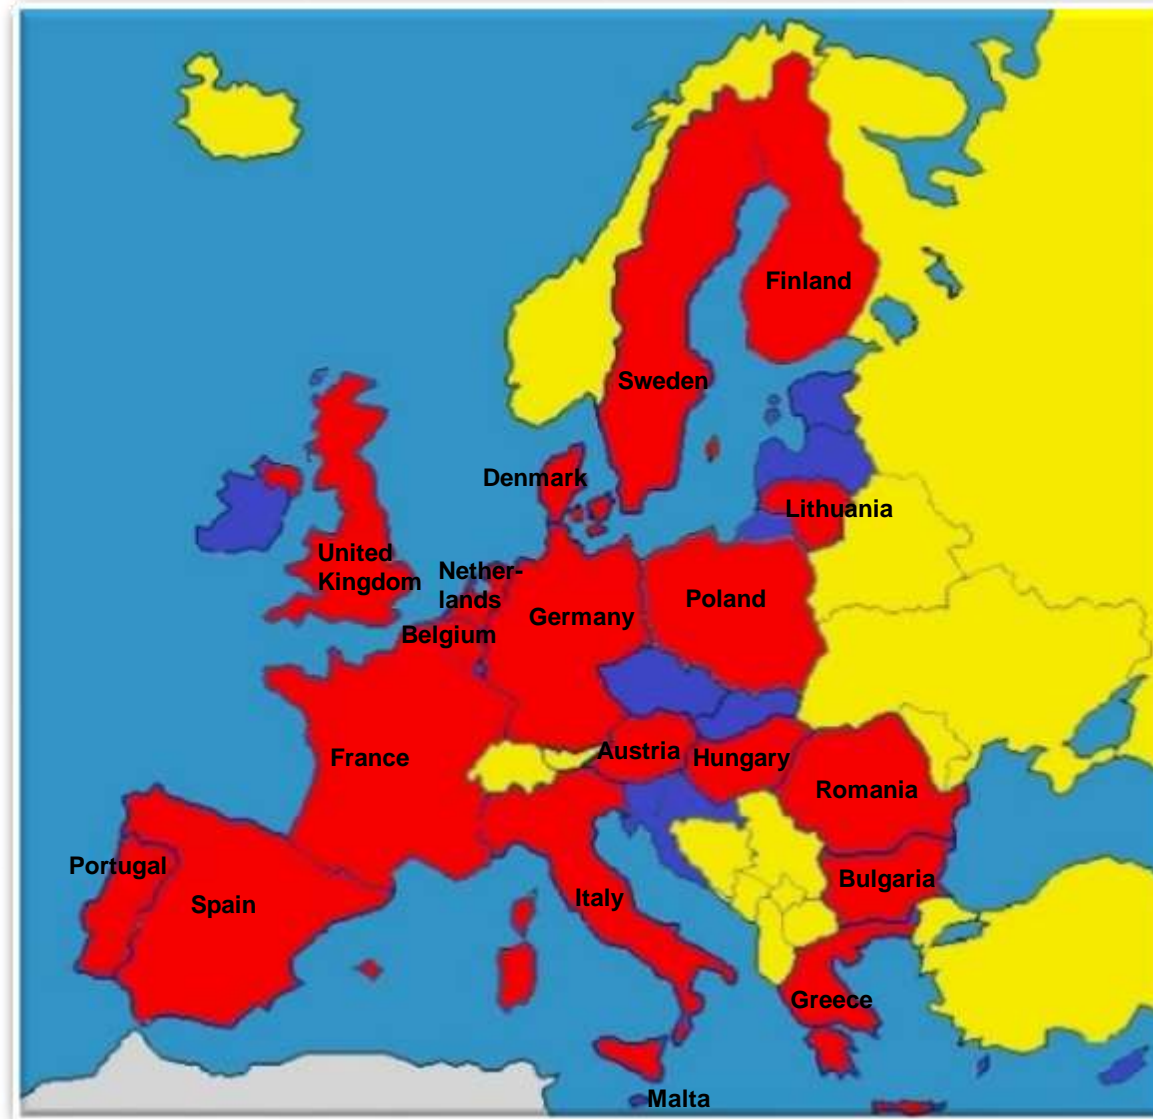 Finland
Sweden
Denmark
Lithuania
United
Kingdom
Nether-
lands
Belgium
Germany
Poland
France
Austria
Hungary
Romania
Portugal
Spain
Italy
Bulgaria
Greece
Malta